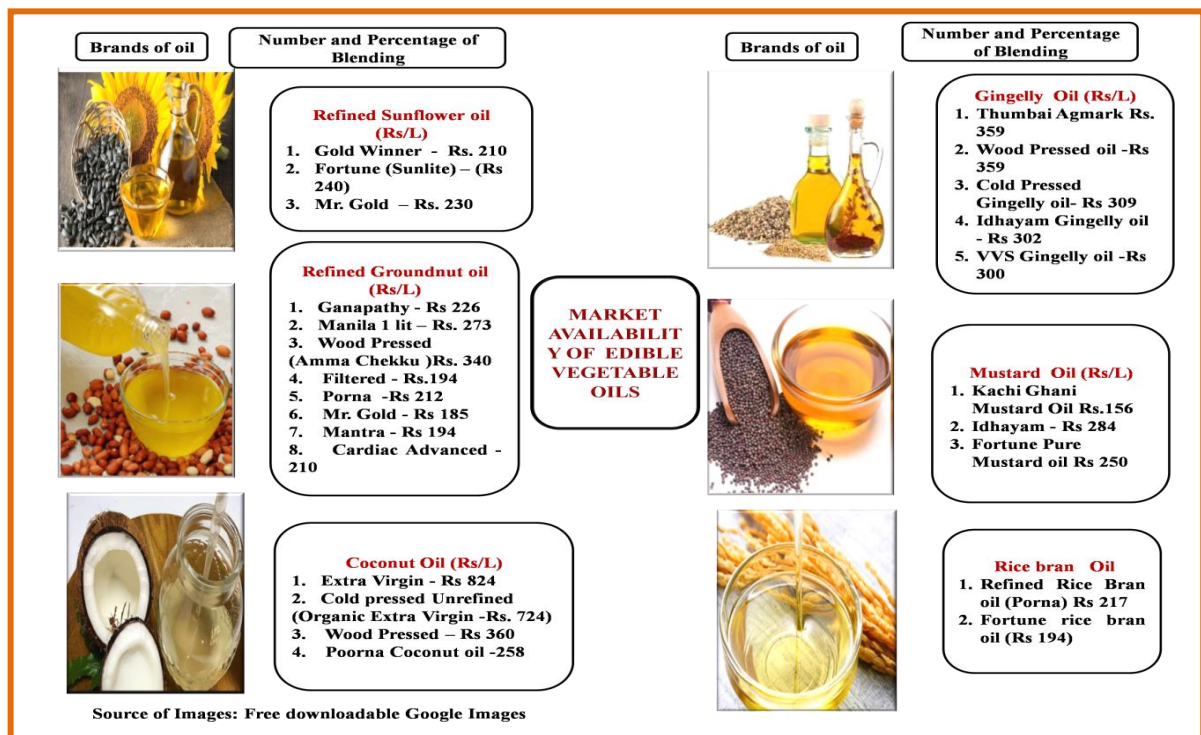 Brands of oil
Number and Percentage of
Blending
Refined Sunflower oil
(Rs/L)
1. Gold Winner - Rs. 210
2. Fortune (Sunlite) – (Rs
240)
3. Mr. Gold – Rs. 230
Refined Groundnut oil
(Rs/L)
1. Ganapathy - Rs 226
2. Manila 1 lit – Rs. 273
3. Wood Pressed
(Amma Chekku )Rs. 340
4. Filtered - Rs.194
5. Porna -Rs 212
6. Mr. Gold - Rs 185
7. Mantra - Rs 194
8. Cardiac Advanced -
210
Coconut Oil (Rs/L)
1. Extra Virgin - Rs 824
2. Cold pressed Unrefined
(Organic Extra Virgin -Rs. 724)
3. Wood Pressed – Rs 360
4. Poorna Coconut oil -258
MARKET
AVAILABILIT
Y OF EDIBLE
VEGETABLE
OILS
Brands of oil
Number and Percentage
of Blending
Gingelly Oil (Rs/L)
1. Thumbai Agmark Rs.
359
2. Wood Pressed oil -Rs
359
3. Cold Pressed
Gingelly oil- Rs 309
4. Idhayam Gingelly oil
- Rs 302
5. VVS Gingelly oil -Rs
300
Mustard Oil (Rs/L)
1. Kachi Ghani
Mustard Oil Rs.156
2. Idhayam - Rs 284
3. Fortune Pure
Mustard oil Rs 250
Rice bran Oil
1. Refined Rice Bran
oil (Porna) Rs 217
2. Fortune rice bran
oil (Rs 194)
Source of Images: Free downloadable Google Images